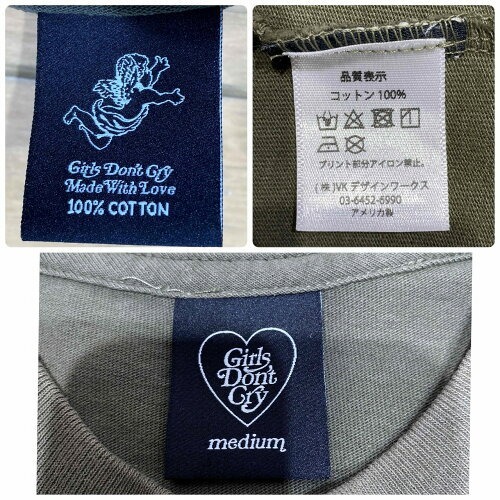 Girls Don't Cry
Made With Love
100% COTTON
品質表示
コットン 100%
プリント部分アイロン禁止。
(株)VK デザインワークス
03-6452-6990
アメリカ製
Girls
Don't
Cry
medium